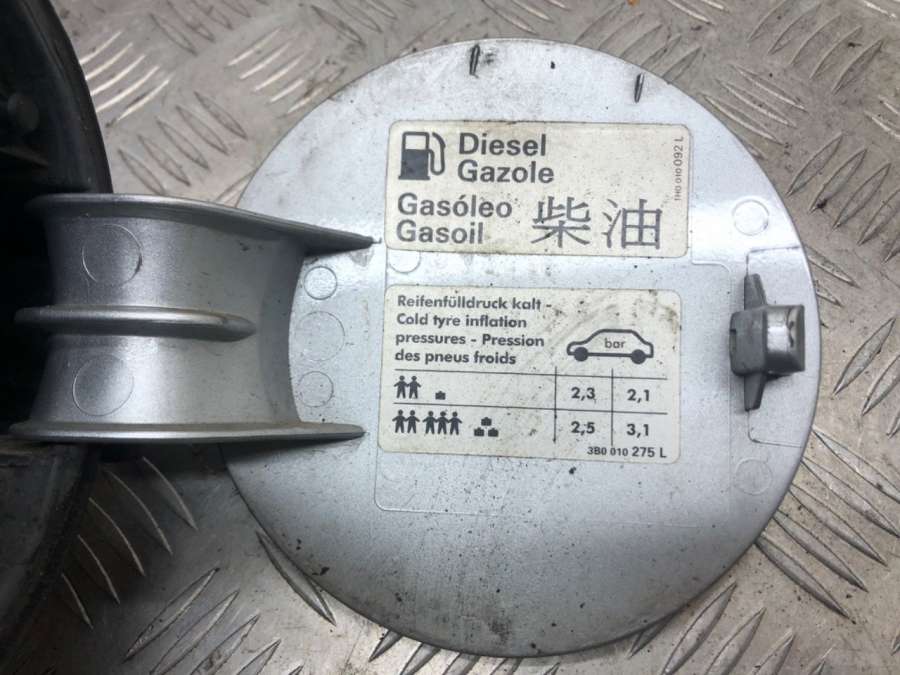 Diesel
Gazole
Gasóleo
Gasoil
柴油
1H0 010 092 L
Reifenfülldruck kalt -
Cold tyre inflation
pressures - Pression
des pneus froids
bar
2,3 2,1
2,5 3,1
3B0 010 275 L